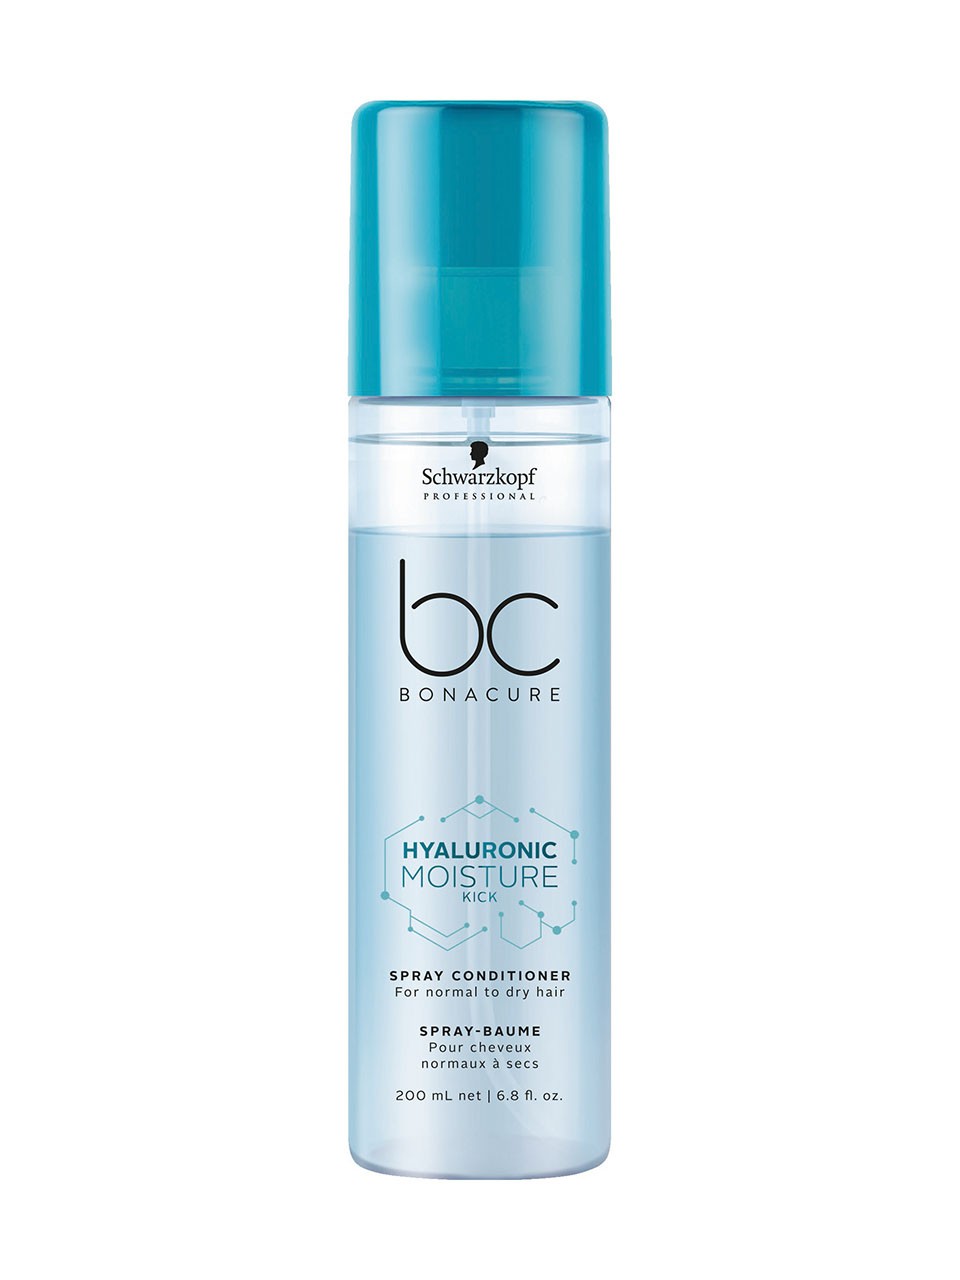 Schwarzkopf
PROFESSIONAL
bc
BONACURE
HYALURONIC
MOISTURE
KICK
SPRAY CONDITIONER
For normal to dry hair
SPRAY-BAUME
Pour cheveux
normaux à secs
200 mL net | 6.8 fl. oz.